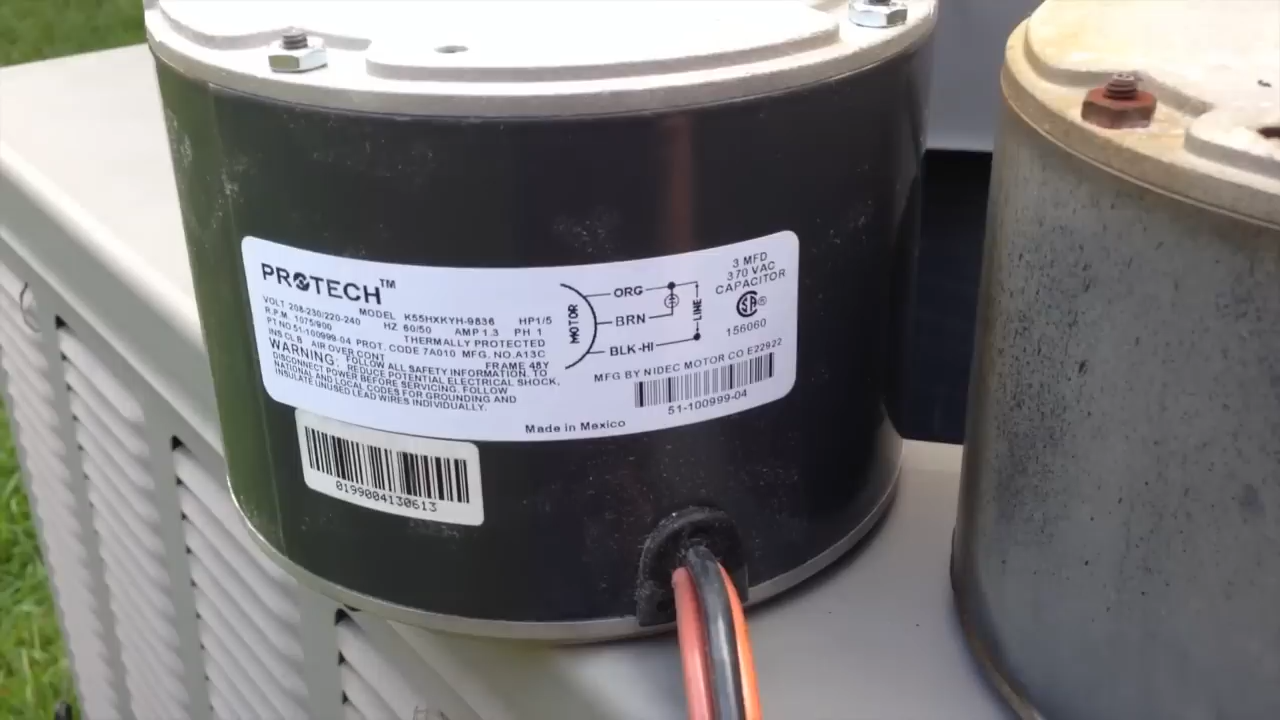 PROTECH™
VOLT 208-230/220-240 MODEL K55HXKYH-9836 HP1/5
R.P.M. 1075/900 HZ 60/50 AMP 1.3 PH 1
PT NO 51-100999-04 THERMALLY PROTECTED
INS CL B AIR OVER CONT PROT. CODE 7A010 MFG. NO.A13C
FRAME 48Y
WARNING: FOLLOW ALL SAFETY INFORMATION. TO
REDUCE POTENTIAL ELECTRICAL SHOCK,
DISCONNECT POWER BEFORE SERVICING. FOLLOW
NATIONAL AND LOCAL CODES FOR GROUNDING AND
INSULATE UNUSED LEAD WIRES INDIVIDUALLY.
MOTOR
ORG
BRN
BLK-HI
LINE
3 MFD
370 VAC
CAPACITOR
SA®
156060
MFG BY NIDEC MOTOR CO E22922
51-100999-04
Made in Mexico
0199004130613